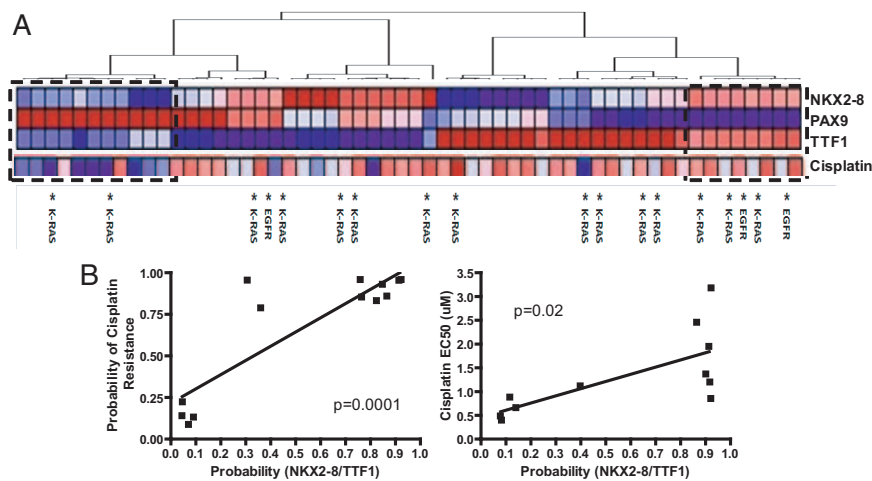 A
NKX2-8
PAX9
TTF1
Cisplatin
* K-RAS
* K-RAS
* K-RAS
* EGFR
* K-RAS
* K-RAS
* K-RAS
* K-RAS
* K-RAS
* K-RAS
* K-RAS
* K-RAS
* K-RAS
* K-RAS
* K-RAS
* EGFR
* K-RAS
* EGFR
B
Probability of Cisplatin
Resistance
1.00
0.75
0.50
0.25
0.00
p=0.0001
0.0 0.1 0.2 0.3 0.4 0.5 0.6 0.7 0.8 0.9 1.0
Probability (NKX2-8/TTF1)
Cisplatin EC50 (uM)
3.5
3.0
2.5
2.0
1.5
1.0
0.5
0.0
p=0.02
0.0 0.1 0.2 0.3 0.4 0.5 0.6 0.7 0.8 0.9 1.0
Probability (NKX2-8/TTF1)